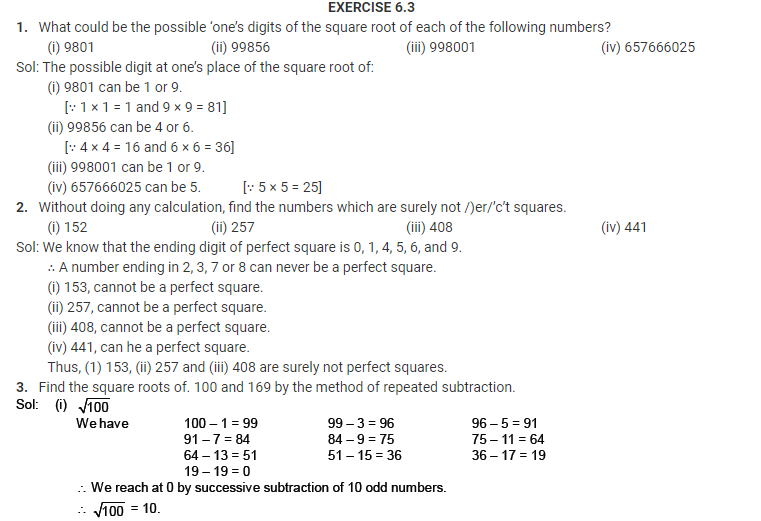 EXERCISE 6.3
1. What could be the possible ‘one’s digits of the square root of each of the following numbers?
(i) 9801 (ii) 99856 (iii) 998001 (iv) 657666025
Sol: The possible digit at one’s place of the square root of:
(i) 9801 can be 1 or 9.
[∵ 1 × 1 = 1 and 9 × 9 = 81]
(ii) 99856 can be 4 or 6.
[∵ 4 × 4 = 16 and 6 × 6 = 36]
(iii) 998001 can be 1 or 9.
(iv) 657666025 can be 5. [∵ 5 × 5 = 25]
2. Without doing any calculation, find the numbers which are surely not /)er/’c’t squares.
(i) 152 (ii) 257 (iii) 408 (iv) 441
Sol: We know that the ending digit of perfect square is 0, 1, 4, 5, 6, and 9.
∴ A number ending in 2, 3, 7 or 8 can never be a perfect square.
(i) 153, cannot be a perfect square.
(ii) 257, cannot be a perfect square.
(iii) 408, cannot be a perfect square.
(iv) 441, can he a perfect square.
Thus, (1) 153, (ii) 257 and (iii) 408 are surely not perfect squares.
3. Find the square roots of. 100 and 169 by the method of repeated subtraction.
Sol: (i) √100
We have 100 – 1 = 99 99 – 3 = 96 96 – 5 = 91
91 – 7 = 84 84 – 9 = 75 75 – 11 = 64
64 – 13 = 51 51 – 15 = 36 36 – 17 = 19
19 – 19 = 0
∴ We reach at 0 by successive subtraction of 10 odd numbers.
∴ √100 = 10.